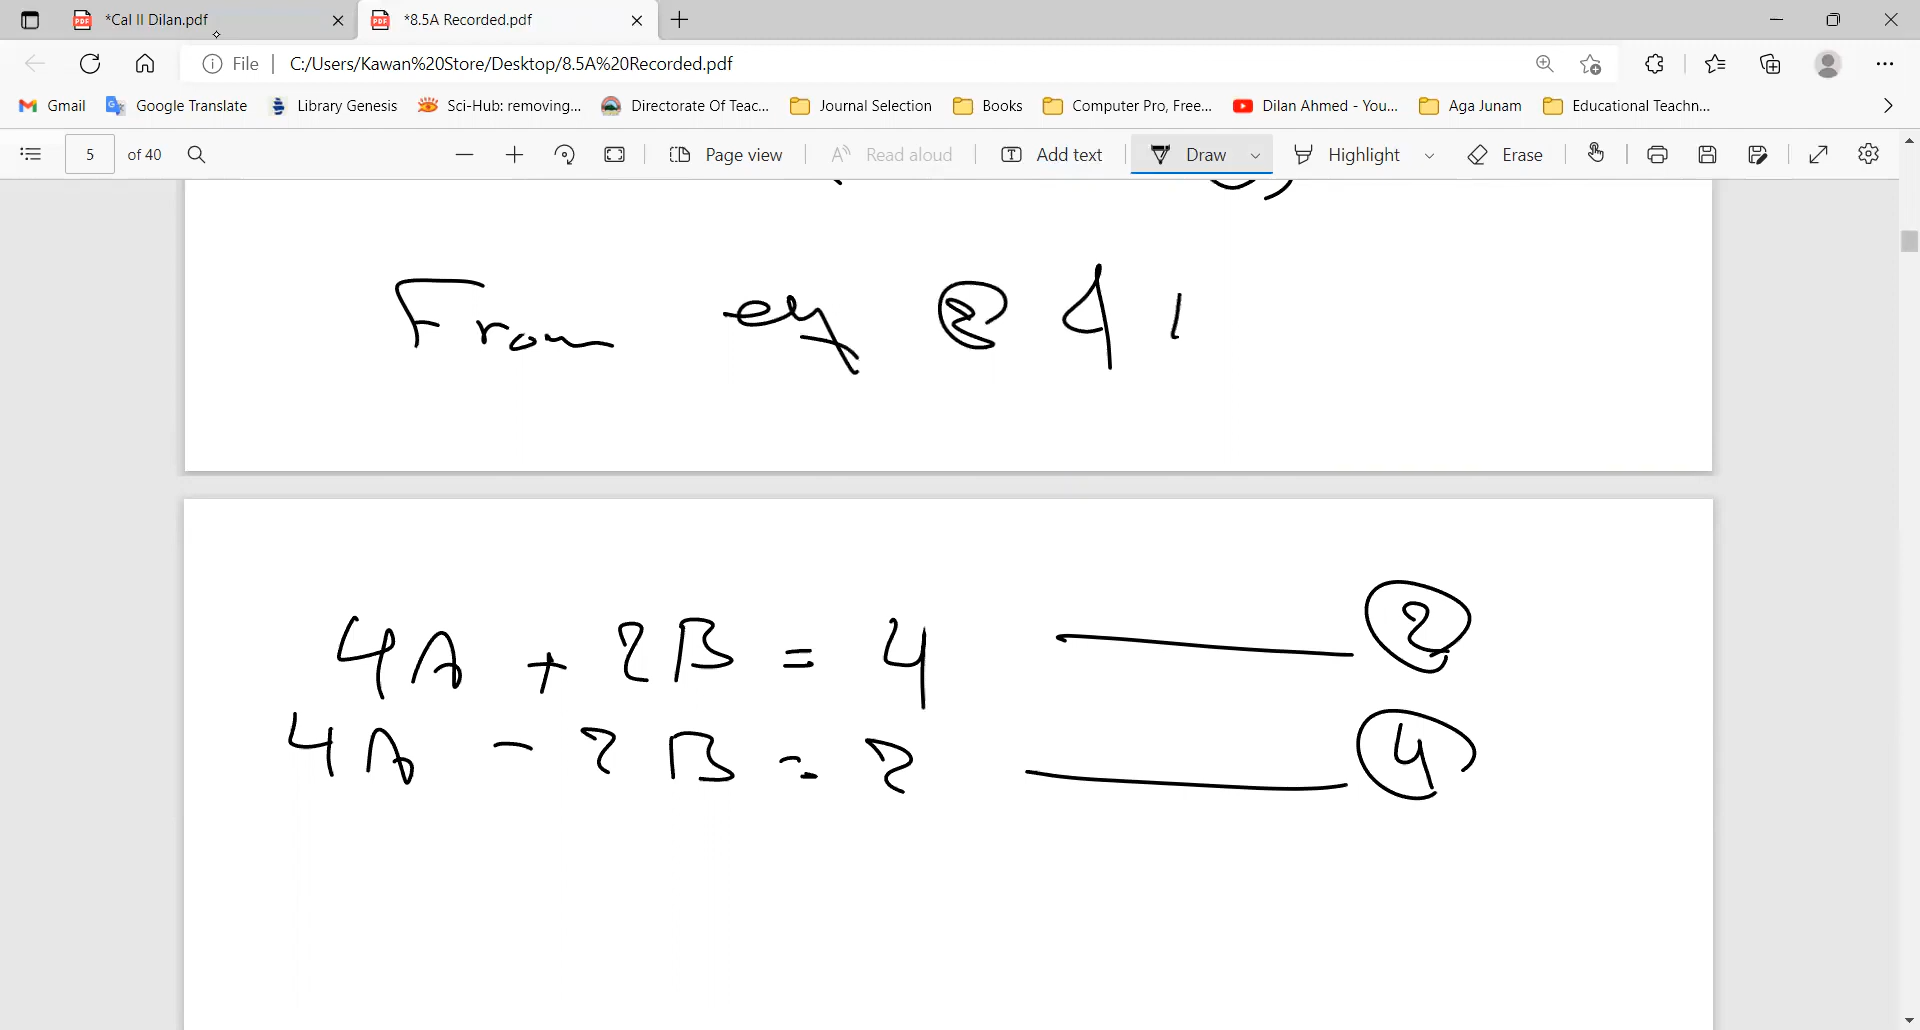 *Cal II Dilan.pdf
*8.5A Recorded.pdf
File | C:/Users/Kawan%20Store/Desktop/8.5A%20Recorded.pdf
Gmail Google Translate Library Genesis Sci-Hub: removing... Directorate Of Teac... Journal Selection Books Computer Pro, Free... Dilan Ahmed - You... Aga Junam Educational Teachn...
5 of 40 Page view Read aloud Add text Draw Highlight Erase
From eq 2 4 1
4A + 2B = 4 2
4A - 2B = 2 4